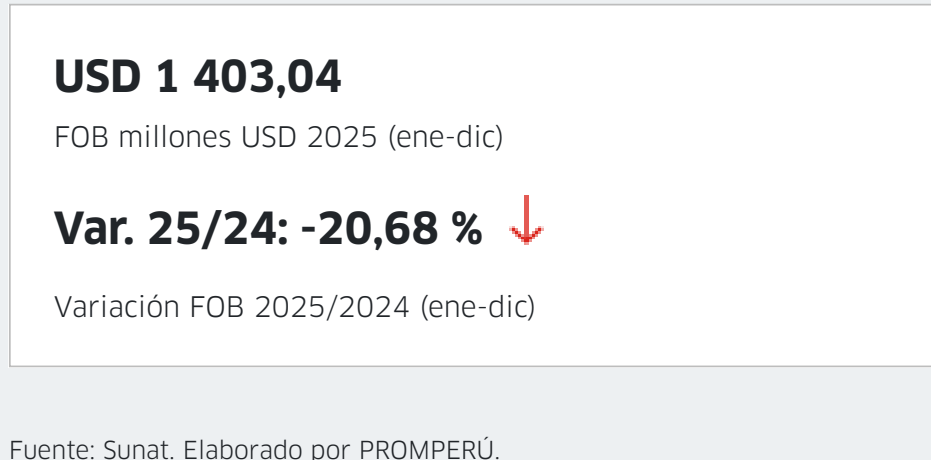 USD 1 403,04
FOB millones USD 2025 (ene-dic)
Var. 25/24: -20,68 %
Variación FOB 2025/2024 (ene-dic)
Fuente: Sunat. Elaborado por PROMPERÚ.